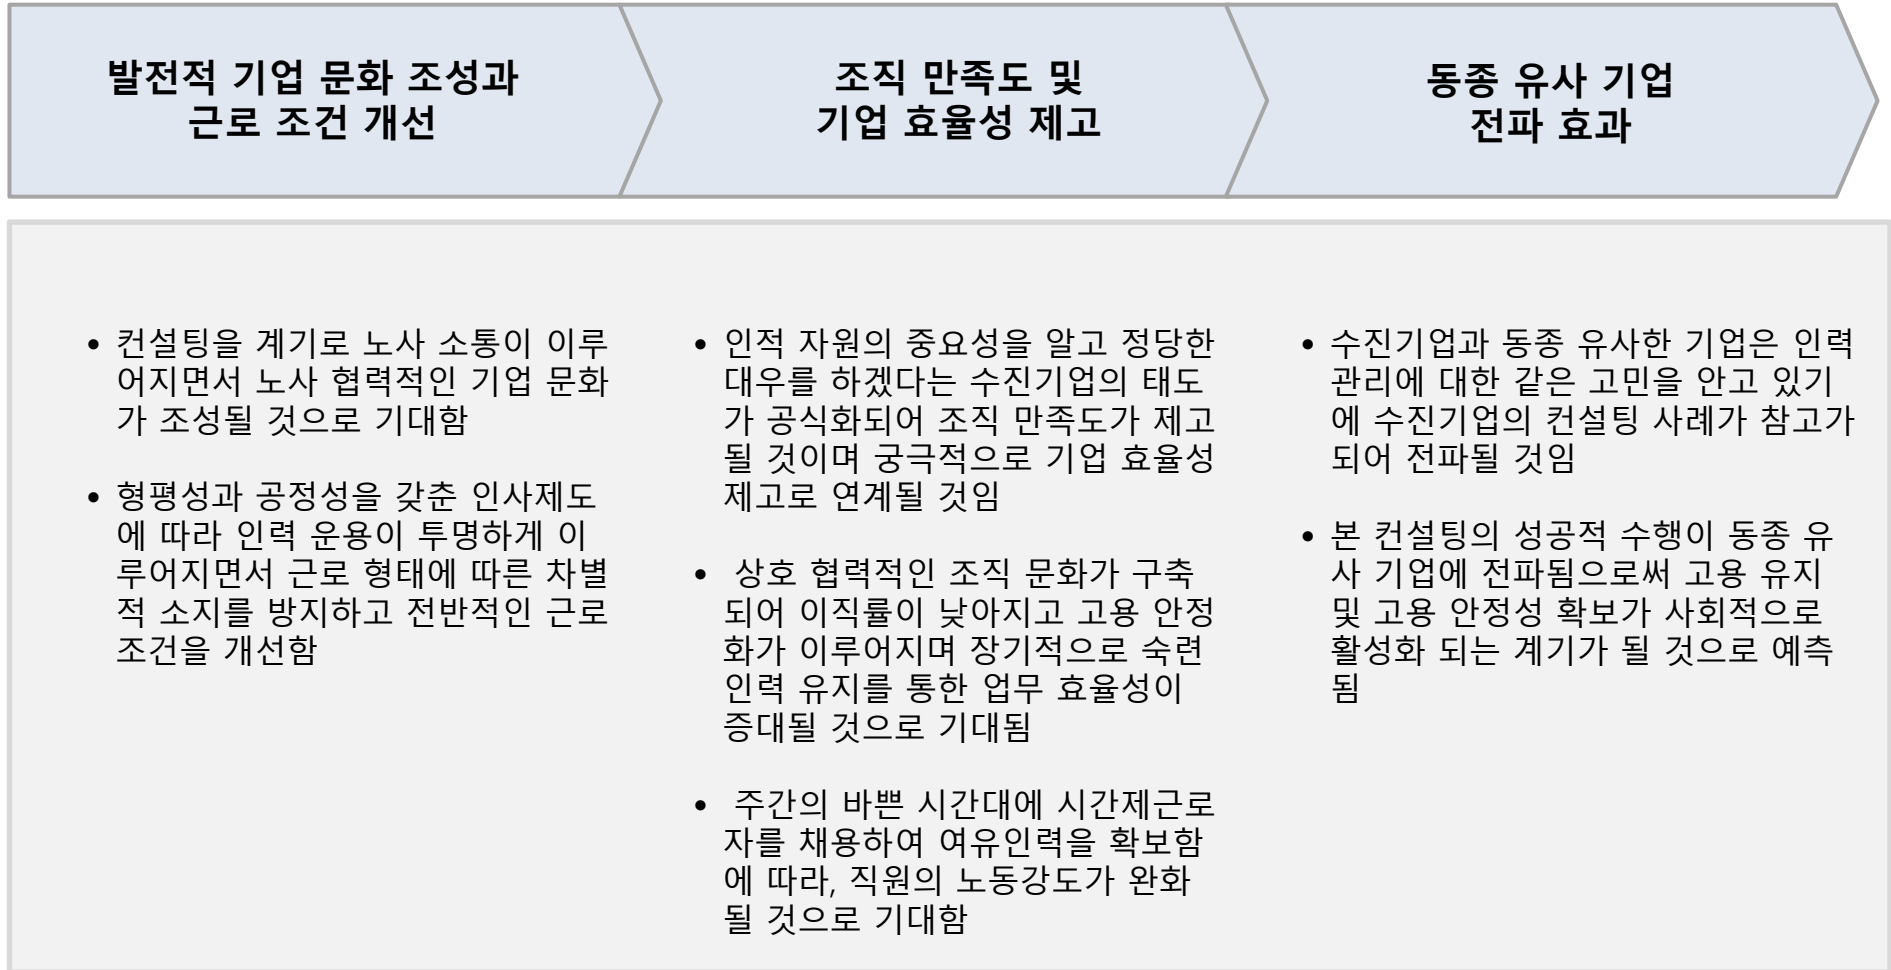 발전적 기업 문화 조성과
근로 조건 개선
조직 만족도 및
기업 효율성 제고
동종 유사 기업
전파 효과
• 컨설팅을 계기로 노사 소통이 이루
어지면서 노사 협력적인 기업 문화
가 조성될 것으로 기대함
• 형평성과 공정성을 갖춘 인사제도
에 따라 인력 운용이 투명하게 이
루어지면서 근로 형태에 따른 차별
적 소지를 방지하고 전반적인 근로
조건을 개선함
• 인적 자원의 중요성을 알고 정당한
대우를 하겠다는 수진기업의 태도
가 공식화되어 조직 만족도가 제고
될 것이며 궁극적으로 기업 효율성
제고로 연계될 것임
• 상호 협력적인 조직 문화가 구축
되어 이직률이 낮아지고 고용 안정
화가 이루어지며 장기적으로 숙련
인력 유지를 통한 업무 효율성이
증대될 것으로 기대됨
• 주간의 바쁜 시간대에 시간제근로
자를 채용하여 여유인력을 확보함
에 따라, 직원의 노동강도가 완화
될 것으로 기대함
• 수진기업과 동종 유사한 기업은 인력
관리에 대한 같은 고민을 안고 있기
에 수진기업의 컨설팅 사례가 참고가
되어 전파될 것임
• 본 컨설팅의 성공적 수행이 동종 유
사 기업에 전파됨으로써 고용 유지
및 고용 안정성 확보가 사회적으로
활성화 되는 계기가 될 것으로 예측
됨